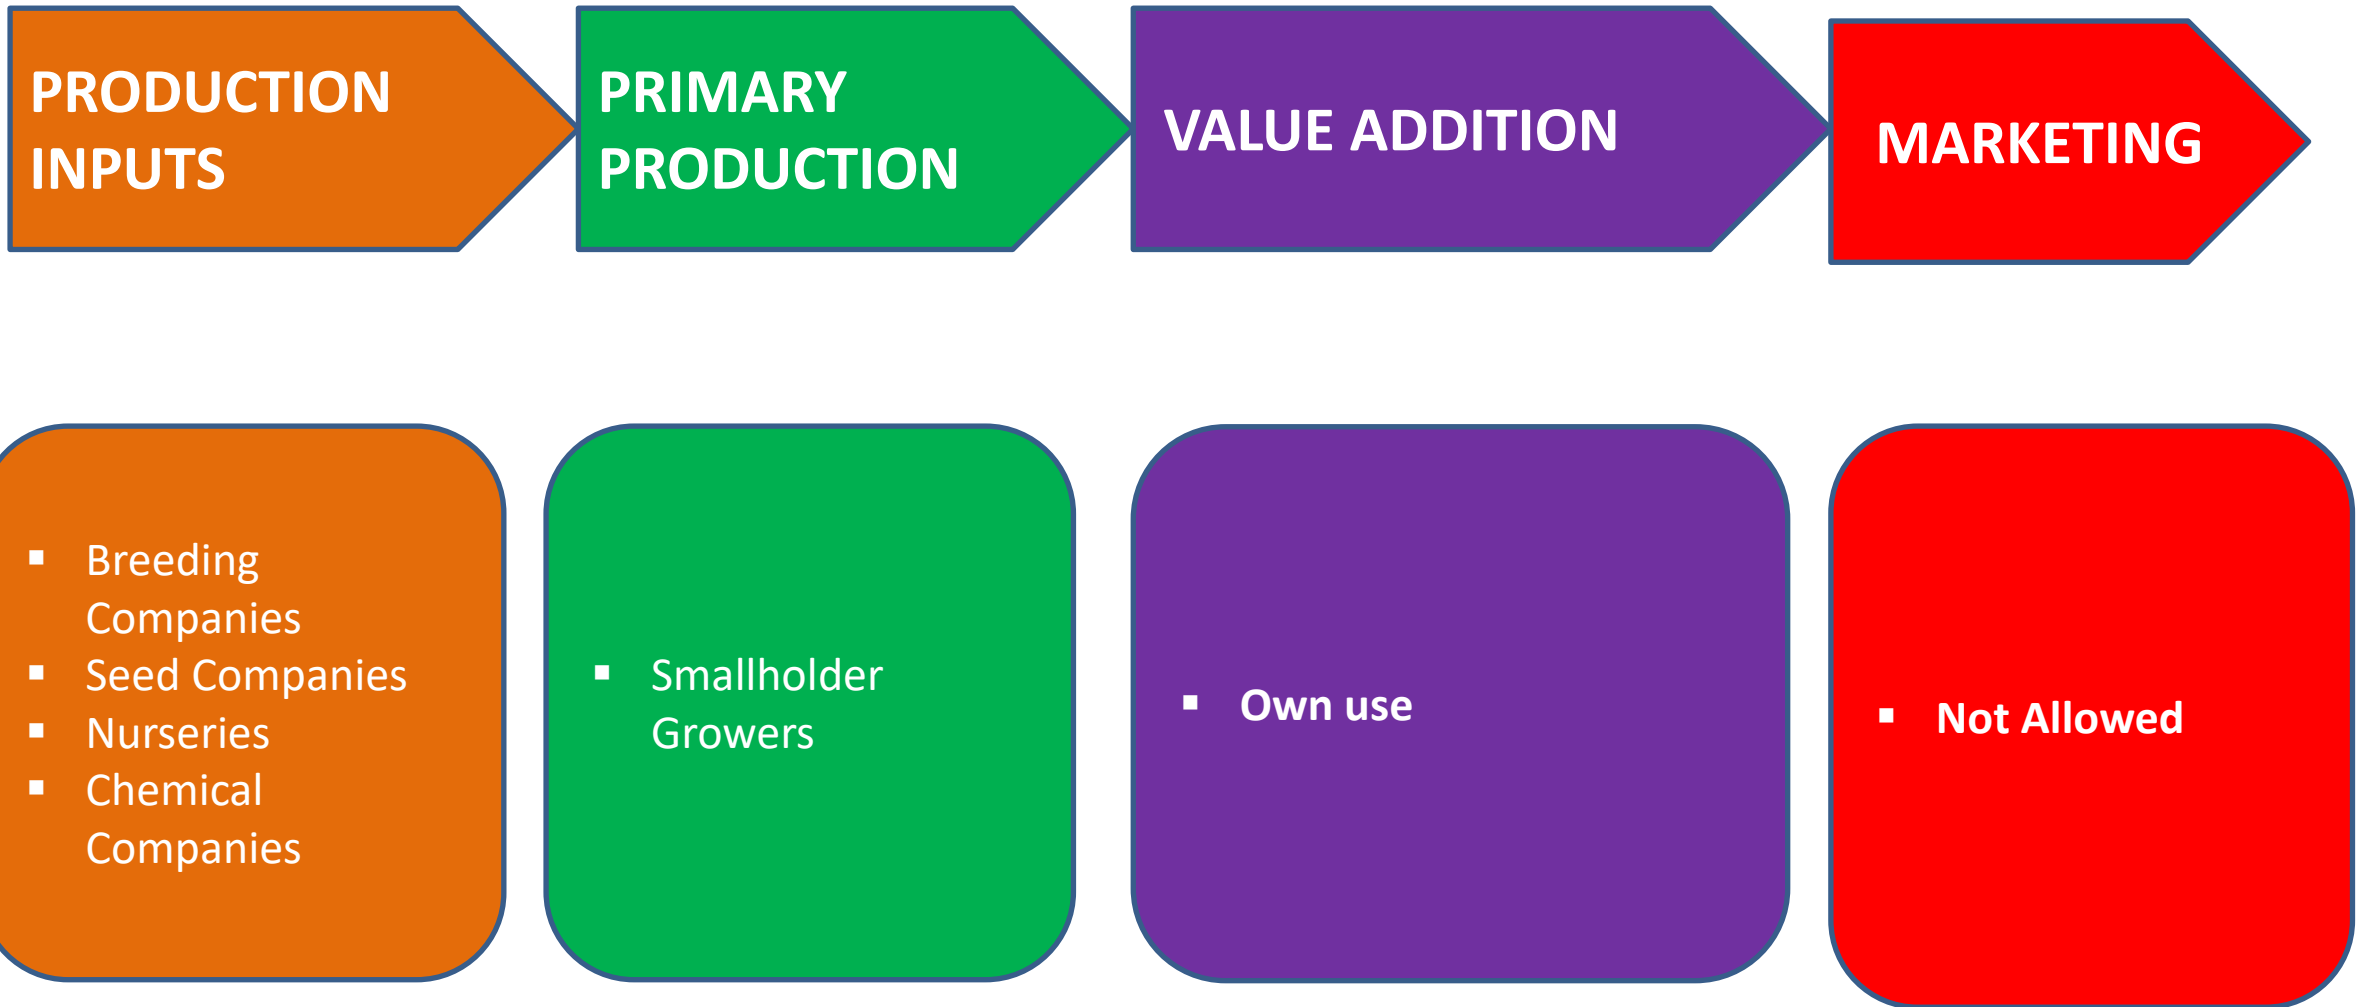 PRODUCTION
INPUTS
PRIMARY
PRODUCTION
VALUE ADDITION
MARKETING
▪ Breeding
Companies
▪ Seed Companies
▪ Nurseries
▪ Chemical
Companies
▪ Smallholder
Growers
▪ Own use
▪ Not Allowed